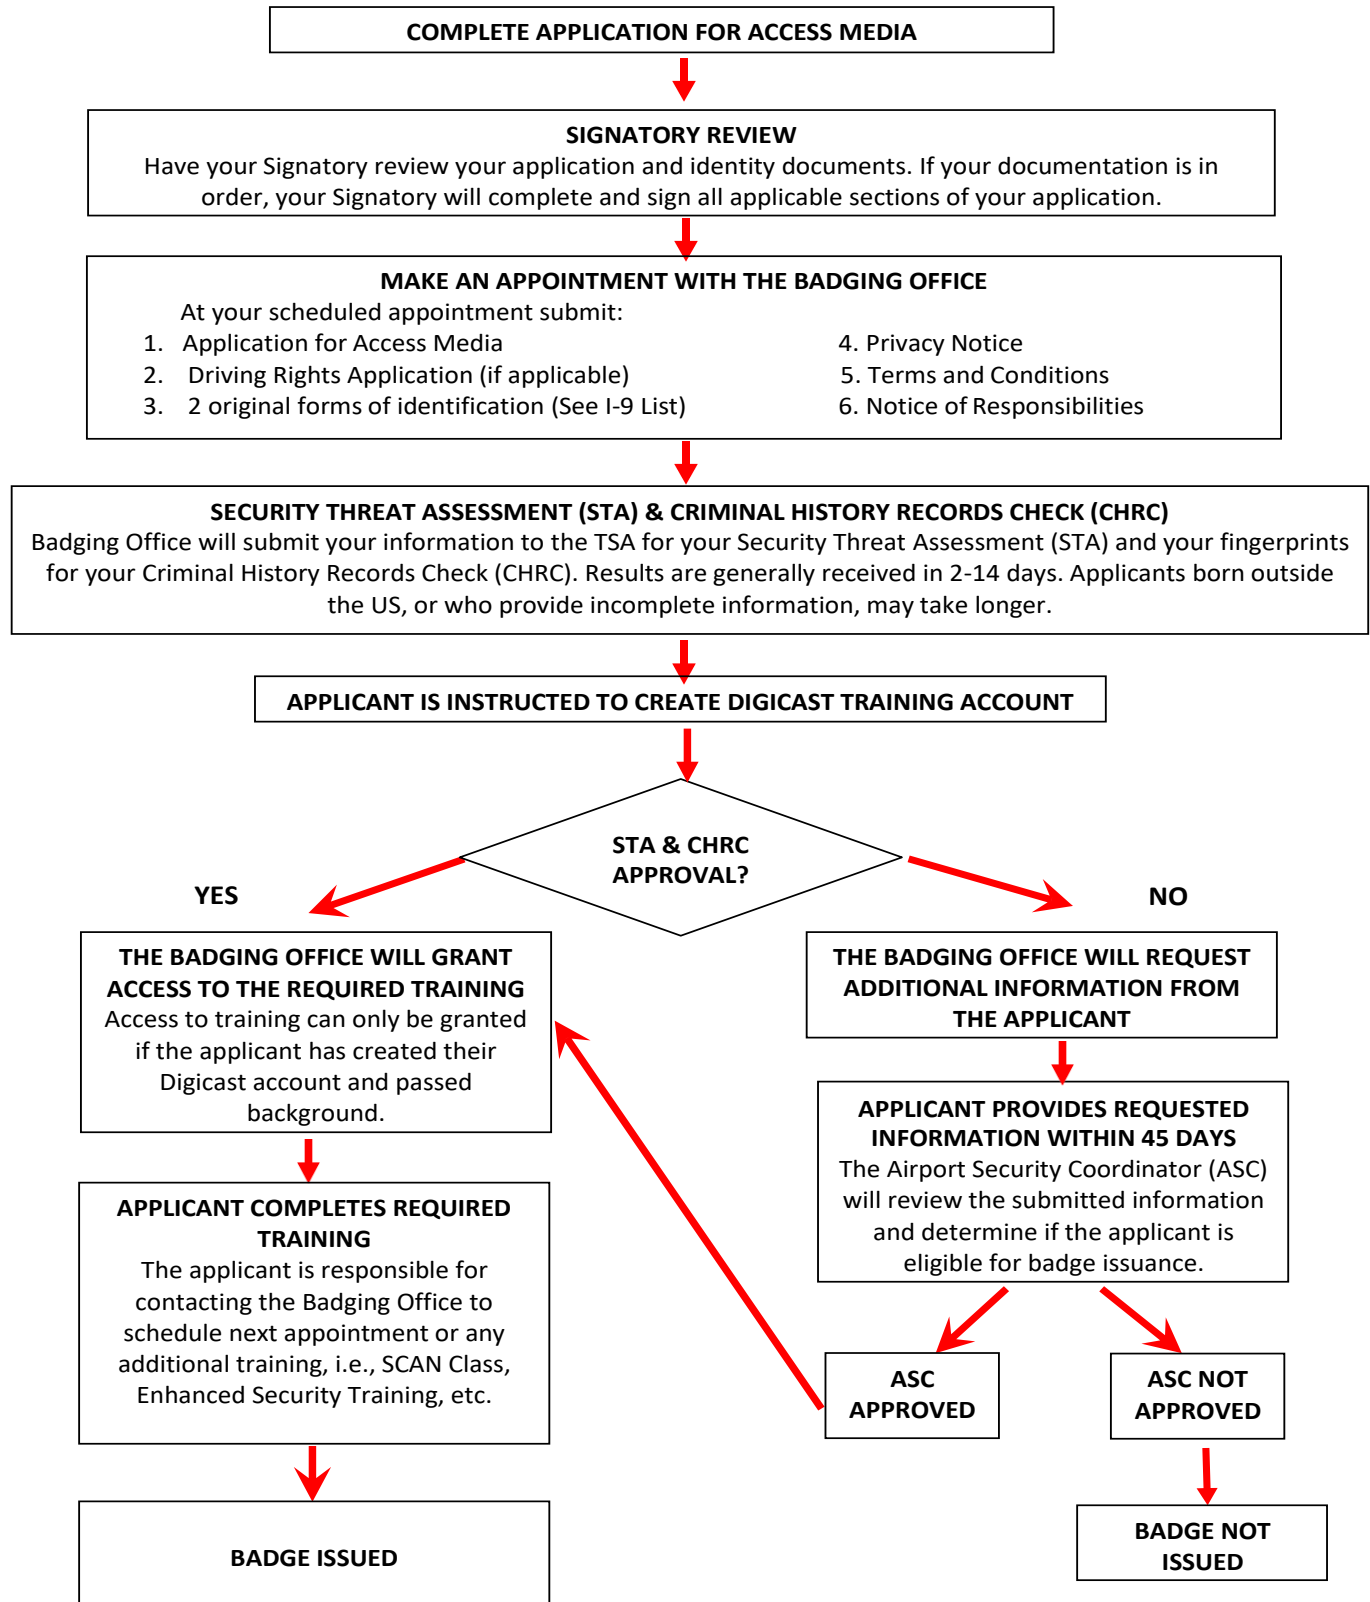 COMPLETE APPLICATION FOR ACCESS MEDIA
SIGNATORY REVIEW
Have your Signatory review your application and identity documents. If your documentation is in
order, your Signatory will complete and sign all applicable sections of your application.
MAKE AN APPOINTMENT WITH THE BADGING OFFICE
At your scheduled appointment submit:
1. Application for Access Media
2. Driving Rights Application (if applicable)
3. 2 original forms of identification (See I-9 List)
4. Privacy Notice
5. Terms and Conditions
6. Notice of Responsibilities
SECURITY THREAT ASSESSMENT (STA) & CRIMINAL HISTORY RECORDS CHECK (CHRC)
Badging Office will submit your information to the TSA for your Security Threat Assessment (STA) and your fingerprints
for your Criminal History Records Check (CHRC). Results are generally received in 2-14 days. Applicants born outside
the US, or who provide incomplete information, may take longer.
APPLICANT IS INSTRUCTED TO CREATE DIGICAST TRAINING ACCOUNT
STA & CHRC
APPROVAL?
YES
NO
THE BADGING OFFICE WILL GRANT
ACCESS TO THE REQUIRED TRAINING
Access to training can only be granted
if the applicant has created their
Digicast account and passed
background.
APPLICANT COMPLETES REQUIRED
TRAINING
The applicant is responsible for
contacting the Badging Office to
schedule next appointment or any
additional training, i.e., SCAN Class,
Enhanced Security Training, etc.
BADGE ISSUED
THE BADGING OFFICE WILL REQUEST
ADDITIONAL INFORMATION FROM
THE APPLICANT
APPLICANT PROVIDES REQUESTED
INFORMATION WITHIN 45 DAYS
The Airport Security Coordinator (ASC)
will review the submitted information
and determine if the applicant is
eligible for badge issuance.
ASC
APPROVED
ASC NOT
APPROVED
BADGE NOT
ISSUED